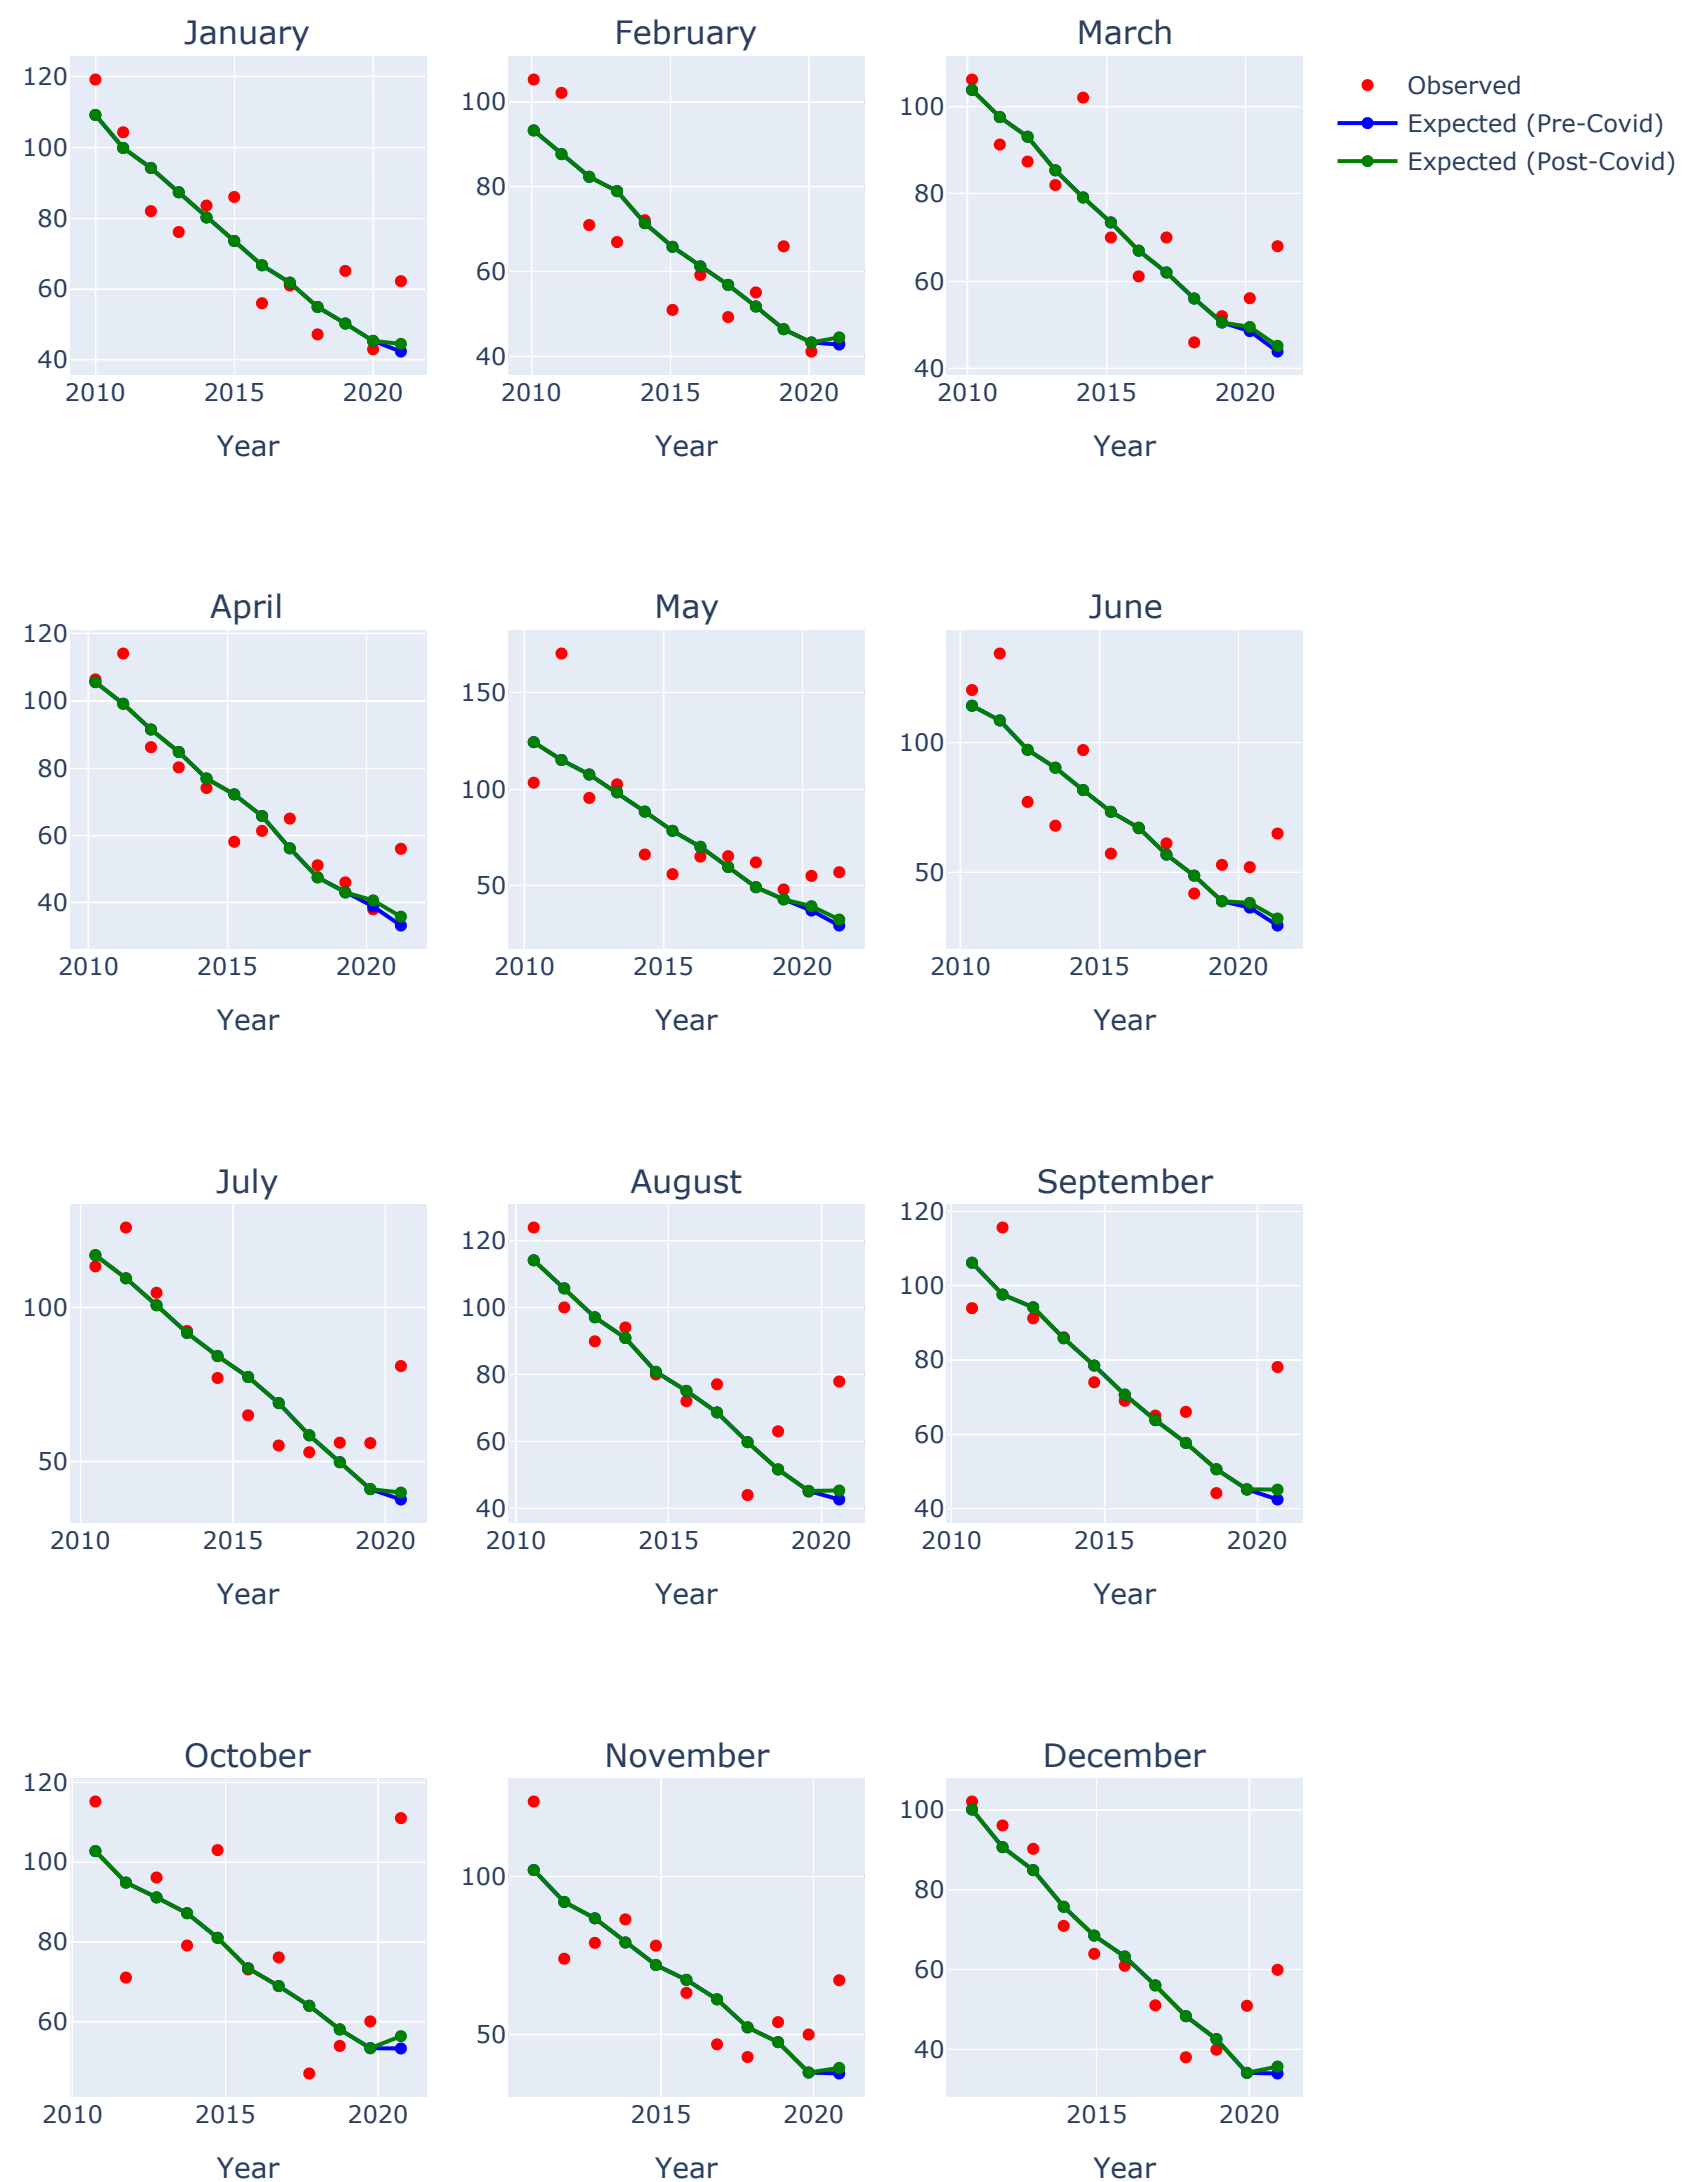 January February March
120
100
80
60
40
2010 2015 2020
Year
100
80
60
40
2010 2015 2020
Year
100
80
60
40
2010 2015 2020
Year
Observed
Expected (Pre-Covid)
Expected (Post-Covid)
April May June
120
100
80
60
40
2010 2015 2020
Year
150
100
50
2010 2015 2020
Year
100
50
2010 2015 2020
Year
July August September
100
50
2010 2015 2020
Year
120
100
80
60
40
2010 2015 2020
Year
120
100
80
60
40
2010 2015 2020
Year
October November December
120
100
80
60
2010 2015 2020
Year
100
50
2015 2020
Year
100
80
60
40
2015 2020
Year